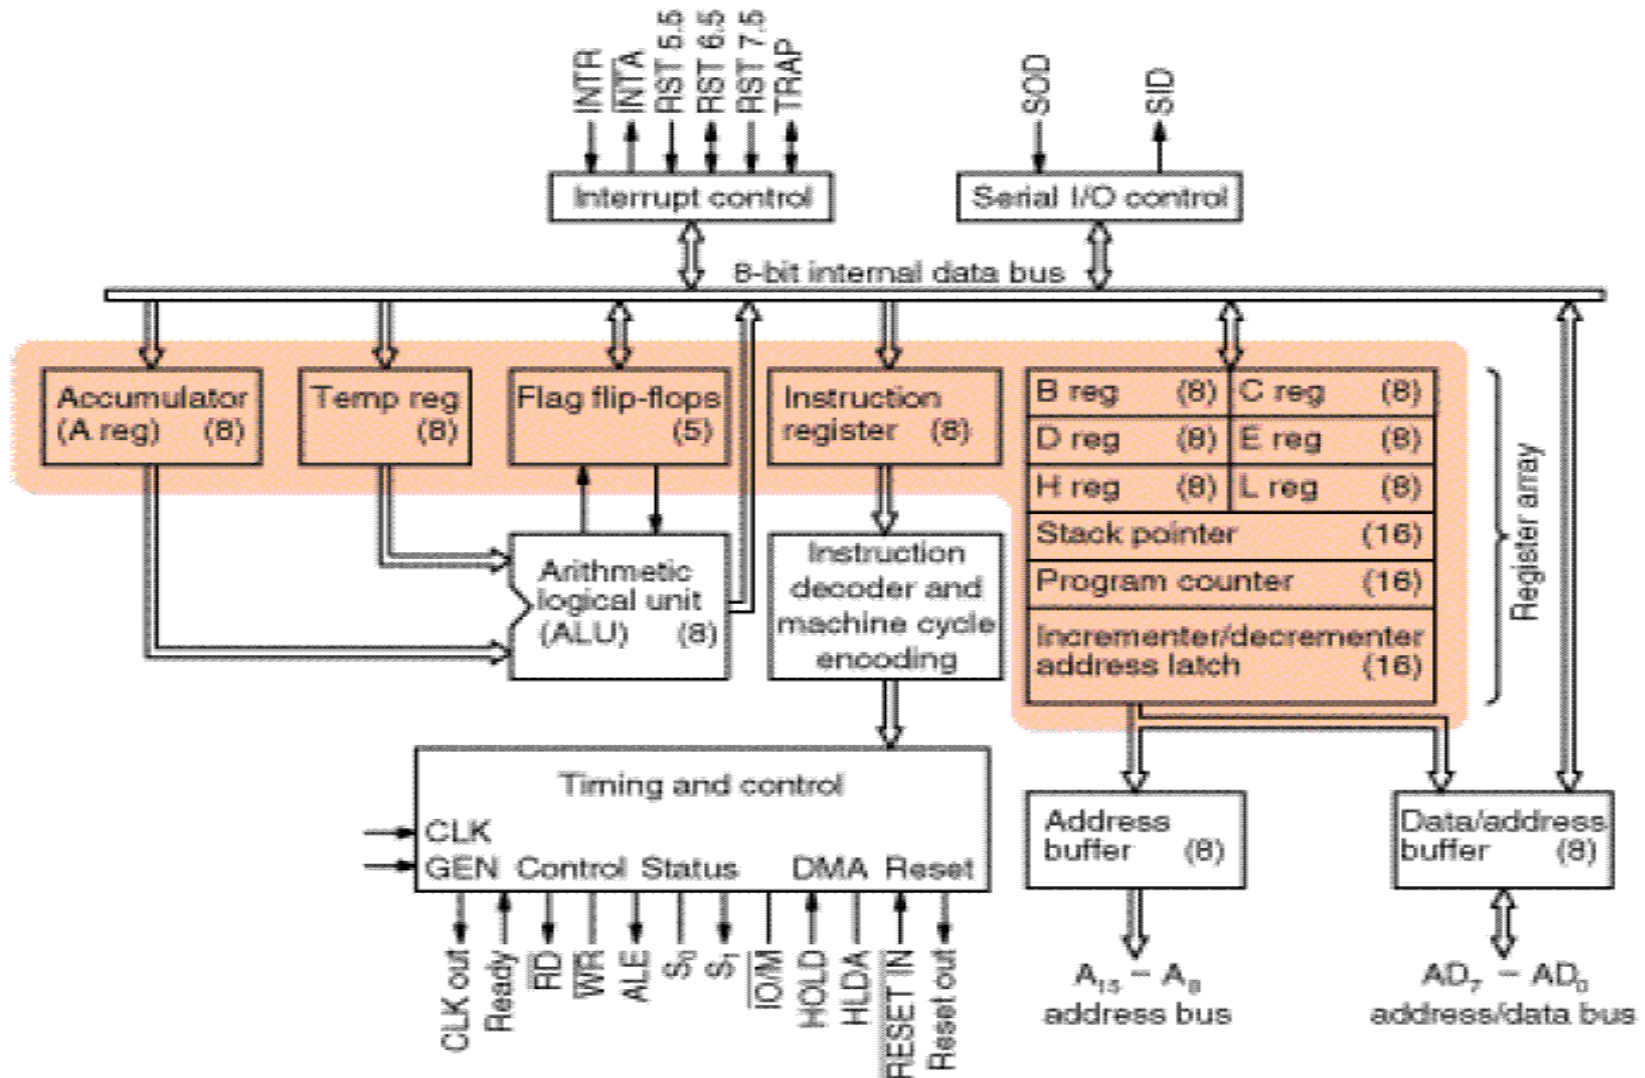 INTR
INTA
RST 5.5
RST 6.5
RST 7.5
TRAP
SOD
SID
Interrupt control
Serial I/O control
8-bit internal data bus
Accumulator
(A reg) (8)
Temp reg
(8)
Flag flip-flops
(5)
Instruction
register (8)
B reg (8) C reg (8)
D reg (8) E reg (8)
H reg (8) L reg (8)
Stack pointer (16)
Program counter (16)
Incrementer/decrementer
address latch (16)
Register array
Arithmetic
logical unit
(ALU) (8)
Instruction
decoder and
machine cycle
enooding
Timing and control
CLK
GEN Control Status DMA Reset
Address
buffer (8)
Data/address
buffer (8)
CLK out
Ready
RD
WR
ALE
S₀
S₁
IO/M
HOLD
HLDA
RESET IN
Reset out
A₁₅ – A₈
address bus
AD₇ – AD₀
address/data bus